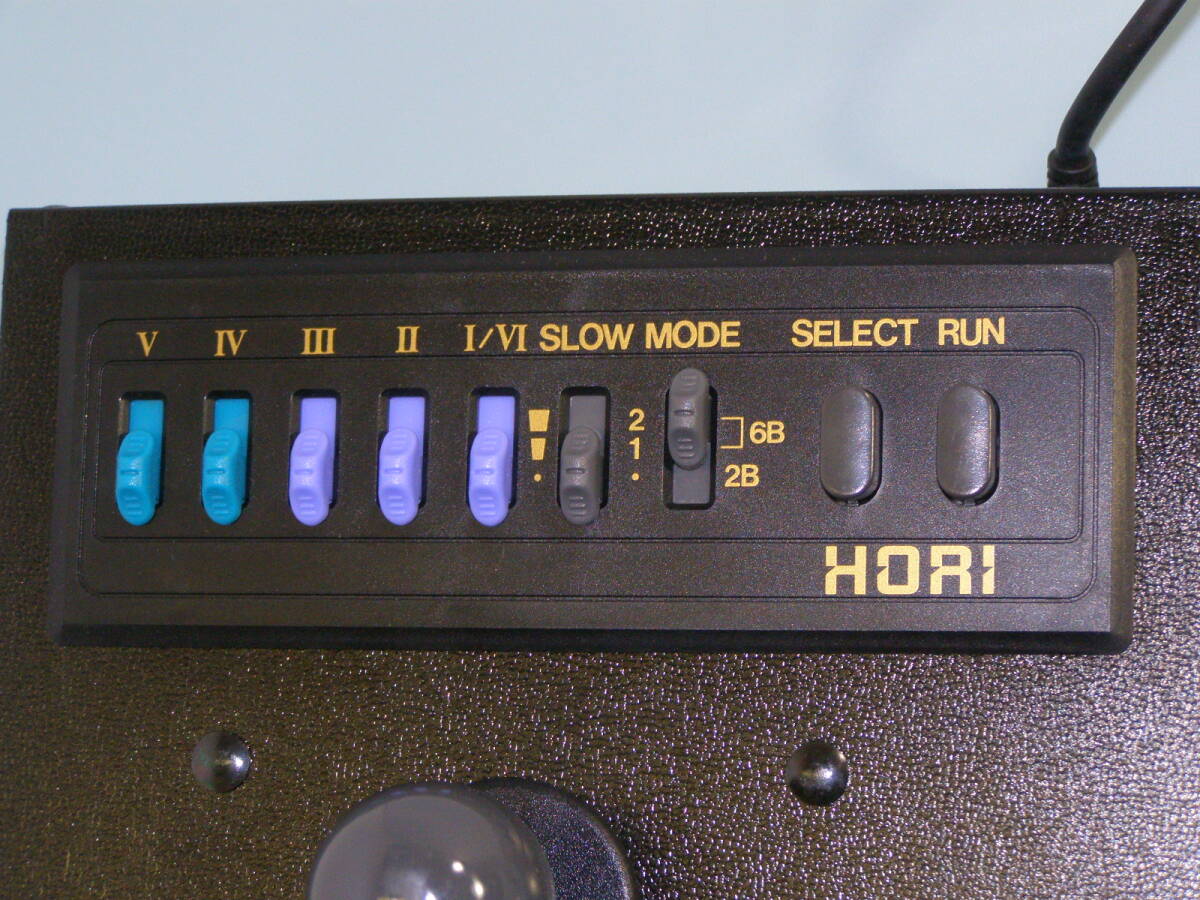 V IV III II I/VI SLOW MODE SELECT RUN
2
1
6B
2B
HORI